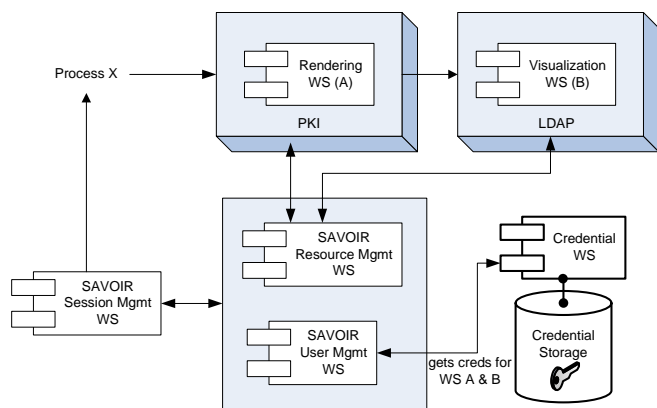 Process X
Rendering
WS (A)
PKI
Visualization
WS (B)
LDAP
SAVOIR
Resource Mgmt
WS
SAVOIR
Session Mgmt
WS
SAVOIR
User Mgmt
WS
gets creds for
WS A & B
Credential
WS
Credential
Storage